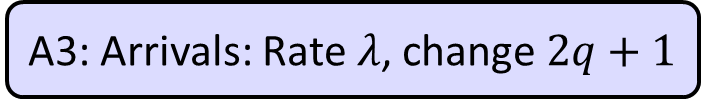 A3: Arrivals: Rate λ, change 2q + 1